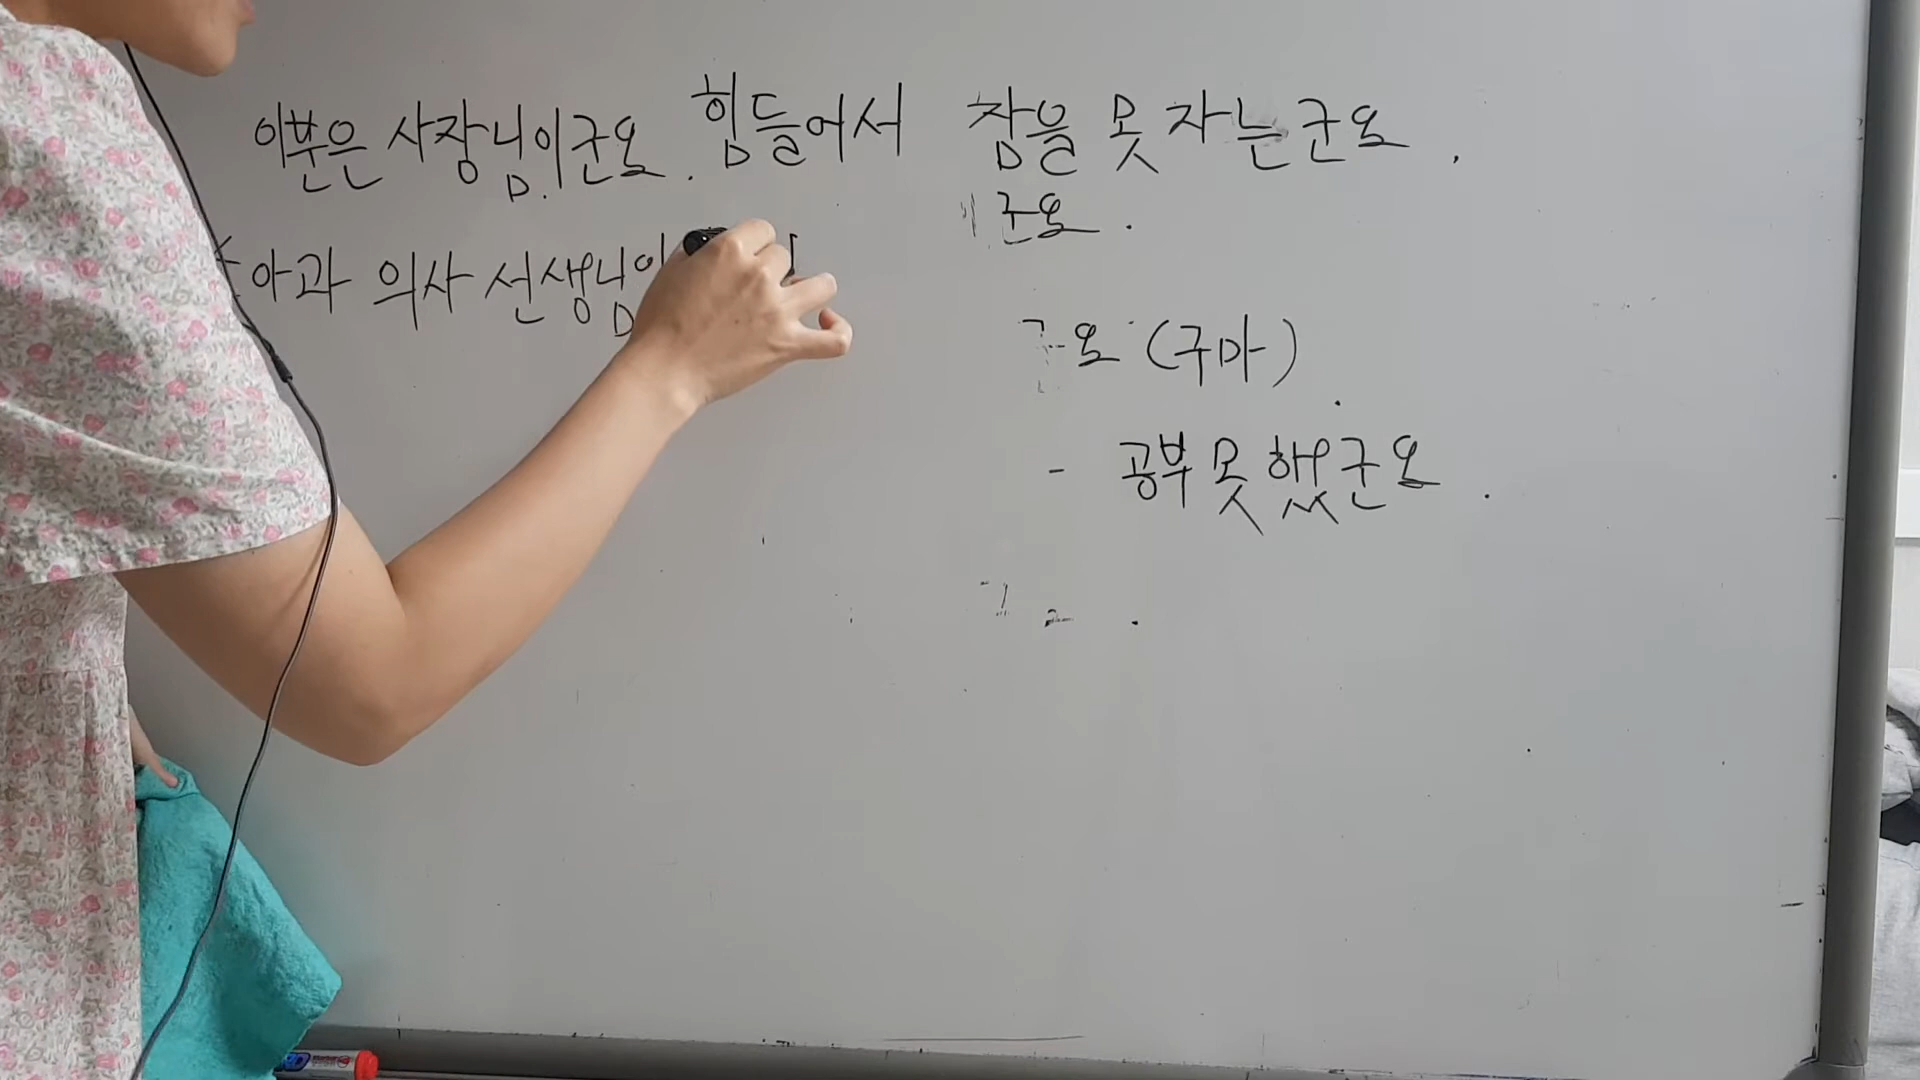 이분은 사장님이군요. 힘들어서 잠을 못 자는군요.
군요.
아과 의사 선생님이
요 (구마)
- 공부 못 했군요.